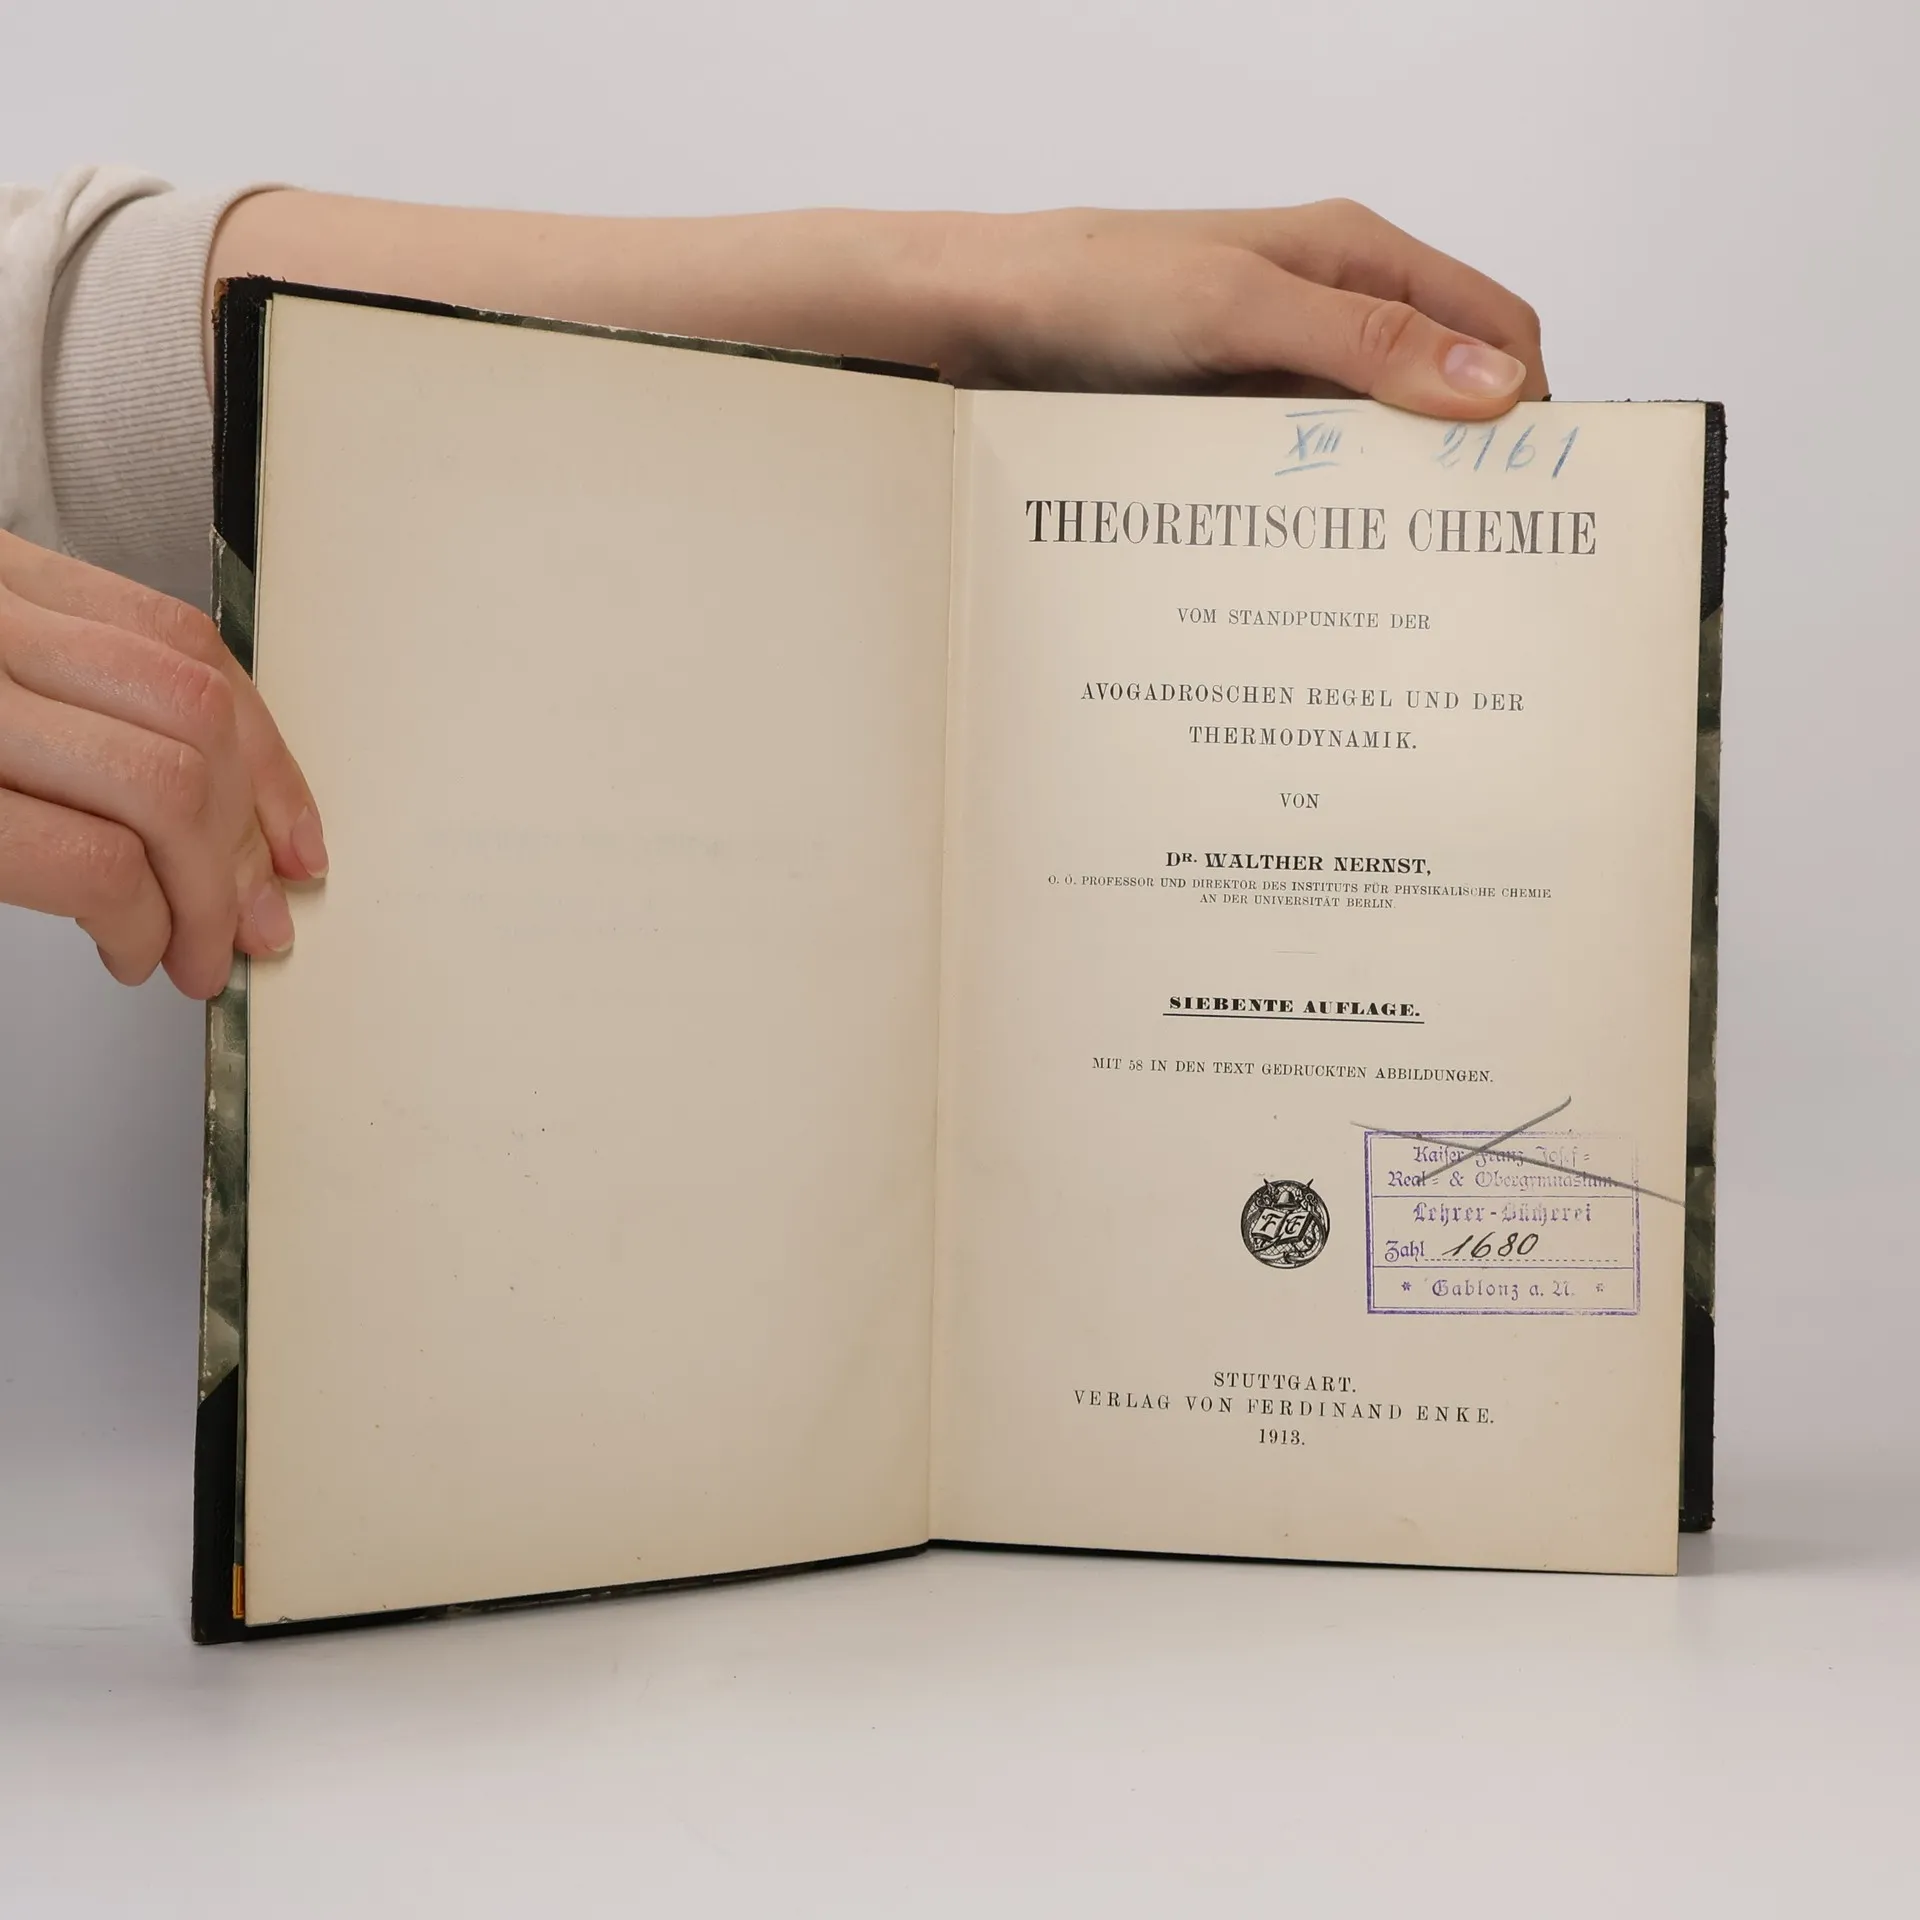 XIII. 2161
THEORETISCHE CHEMIE
VOM STANDPUNKTE DER
AVOGADROSCHEN REGEL UND DER
THERMODYNAMIK.
VON
DR. WALTHER NERNST,
O. Ö. PROFESSOR UND DIREKTOR DES INSTITUTS FÜR PHYSIKALISCHE CHEMIE
AN DER UNIVERSITÄT BERLIN.
SIEBENTE AUFLAGE.
MIT 58 IN DEN TEXT GEDRUCKTEN ABBILDUNGEN.
FE
Kaiser Franz Josef-
Real- & Obergymnasium.
Lehrer-Bücherei
Zahl 1680
* Gablonz a. N. *
STUTTGART.
VERLAG VON FERDINAND ENKE.
1913.